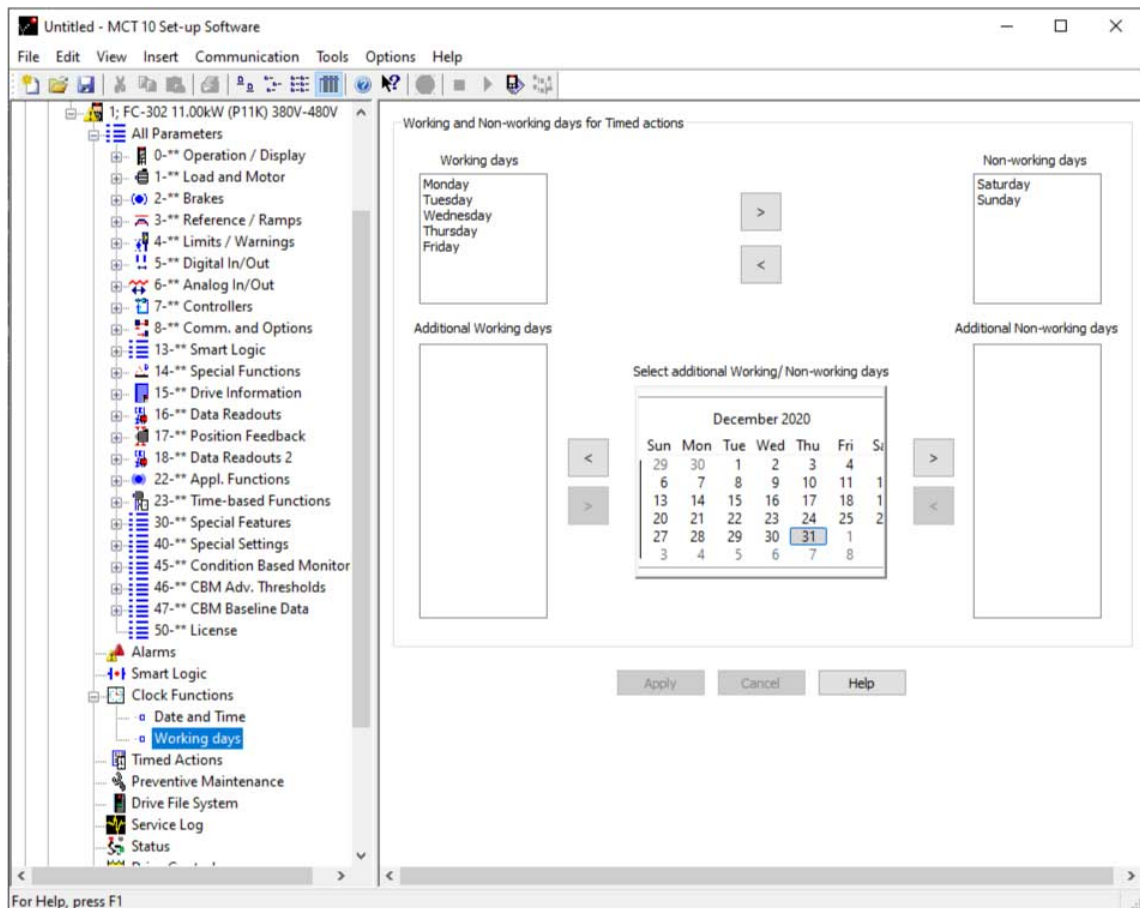 Untitled - MCT 10 Set-up Software
File Edit View Insert Communication Tools Options Help
1; FC-302 11.00kW (P11K) 380V-480V
All Parameters
0-** Operation / Display
1-** Load and Motor
2-** Brakes
3-** Reference / Ramps
4-** Limits / Warnings
5-** Digital In/Out
6-** Analog In/Out
7-** Controllers
8-** Comm. and Options
13-** Smart Logic
14-** Special Functions
15-** Drive Information
16-** Data Readouts
17-** Position Feedback
18-** Data Readouts 2
22-** Appl. Functions
23-** Time-based Functions
30-** Special Features
40-** Special Settings
45-** Condition Based Monitor
46-** CBM Adv. Thresholds
47-** CBM Baseline Data
50-** License
Alarms
Smart Logic
Clock Functions
Date and Time
Working days
Timed Actions
Preventive Maintenance
Drive File System
Service Log
Status
Working and Non-working days for Timed actions
Working days
Monday
Tuesday
Wednesday
Thursday
Friday
>
<
Non-working days
Saturday
Sunday
Additional Working days
Select additional Working/ Non-working days
Additional Non-working days
<
>
December 2020
Sun Mon Tue Wed Thu Fri Sa
29 30 1 2 3 4
6 7 8 9 10 11 1
13 14 15 16 17 18 1
20 21 22 23 24 25 2
27 28 29 30 31 1
3 4 5 6 7 8
>
<
Apply Cancel Help
For Help, press F1